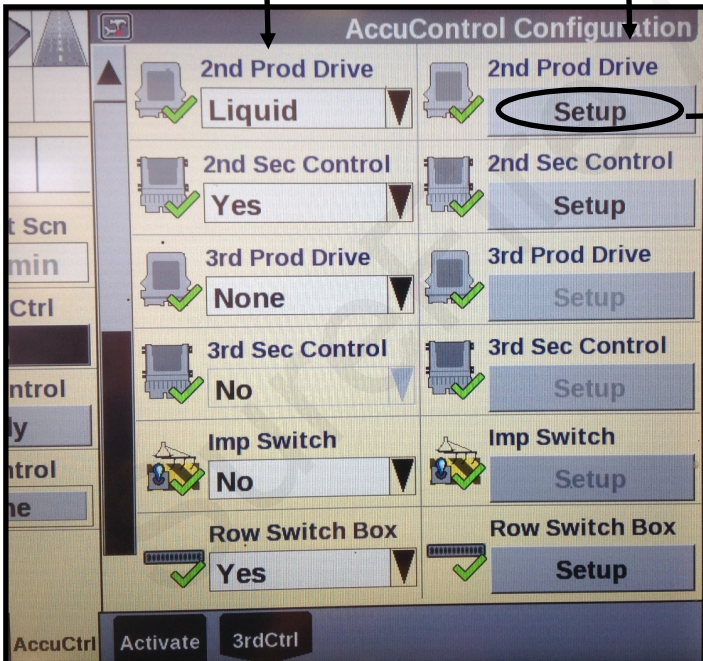 AccuControl Configuration
2nd Prod Drive
Liquid
2nd Prod Drive
Setup
2nd Sec Control
Yes
2nd Sec Control
Setup
3rd Prod Drive
None
3rd Prod Drive
Setup
3rd Sec Control
No
3rd Sec Control
Setup
Imp Switch
No
Imp Switch
Setup
Row Switch Box
Yes
Row Switch Box
Setup
t Scn
min
Ctrl
ntrol
ly
ntrol
ne
AccuCtrl
Activate
3rdCtrl